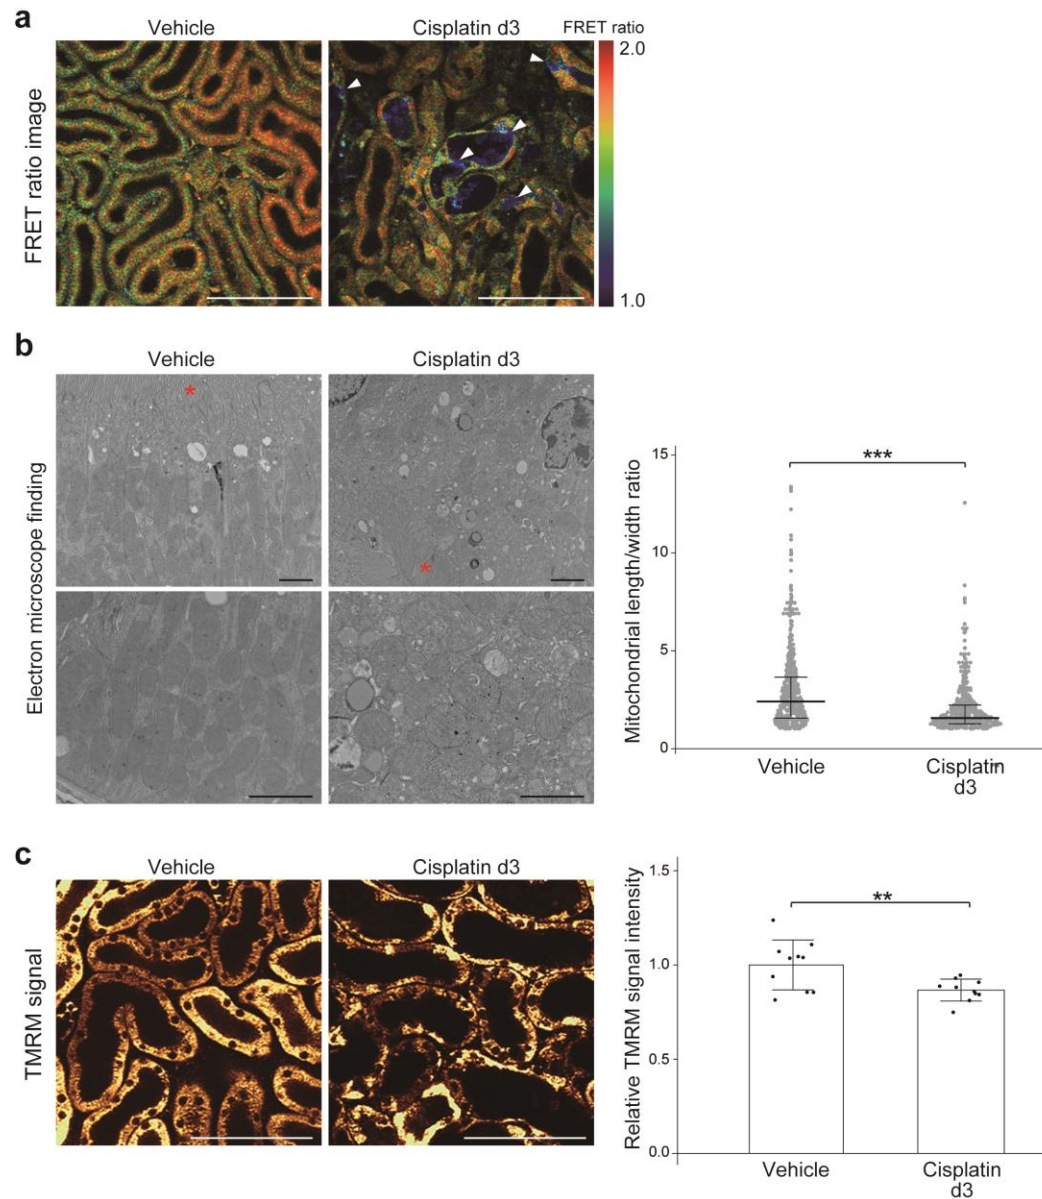 a
Vehicle
Cisplatin d3
FRET ratio
FRET ratio image
2.0
1.0
b
Vehicle
Cisplatin d3
Electron microscope finding
*
*
Mitochondrial length/width ratio
15
10
5
0
***
Vehicle
Cisplatin
d3
c
Vehicle
Cisplatin d3
TMRM signal
Relative TMRM signal intensity
1.5
1.0
0.5
0.0
**
Vehicle
Cisplatin
d3